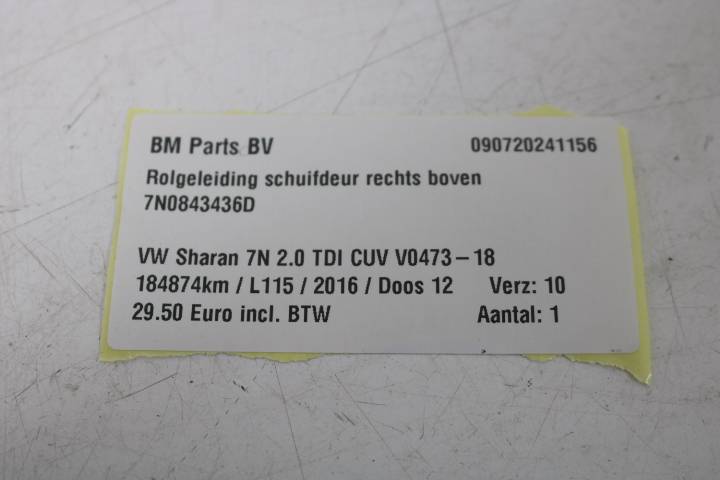 BM Parts BV 090720241156
Rolgeleiding schuifdeur rechts boven
7N0843436D
VW Sharan 7N 2.0 TDI CUV V0473-18
184874km / L115 / 2016 / Doos 12 Verz: 10
29.50 Euro incl. BTW Aantal: 1